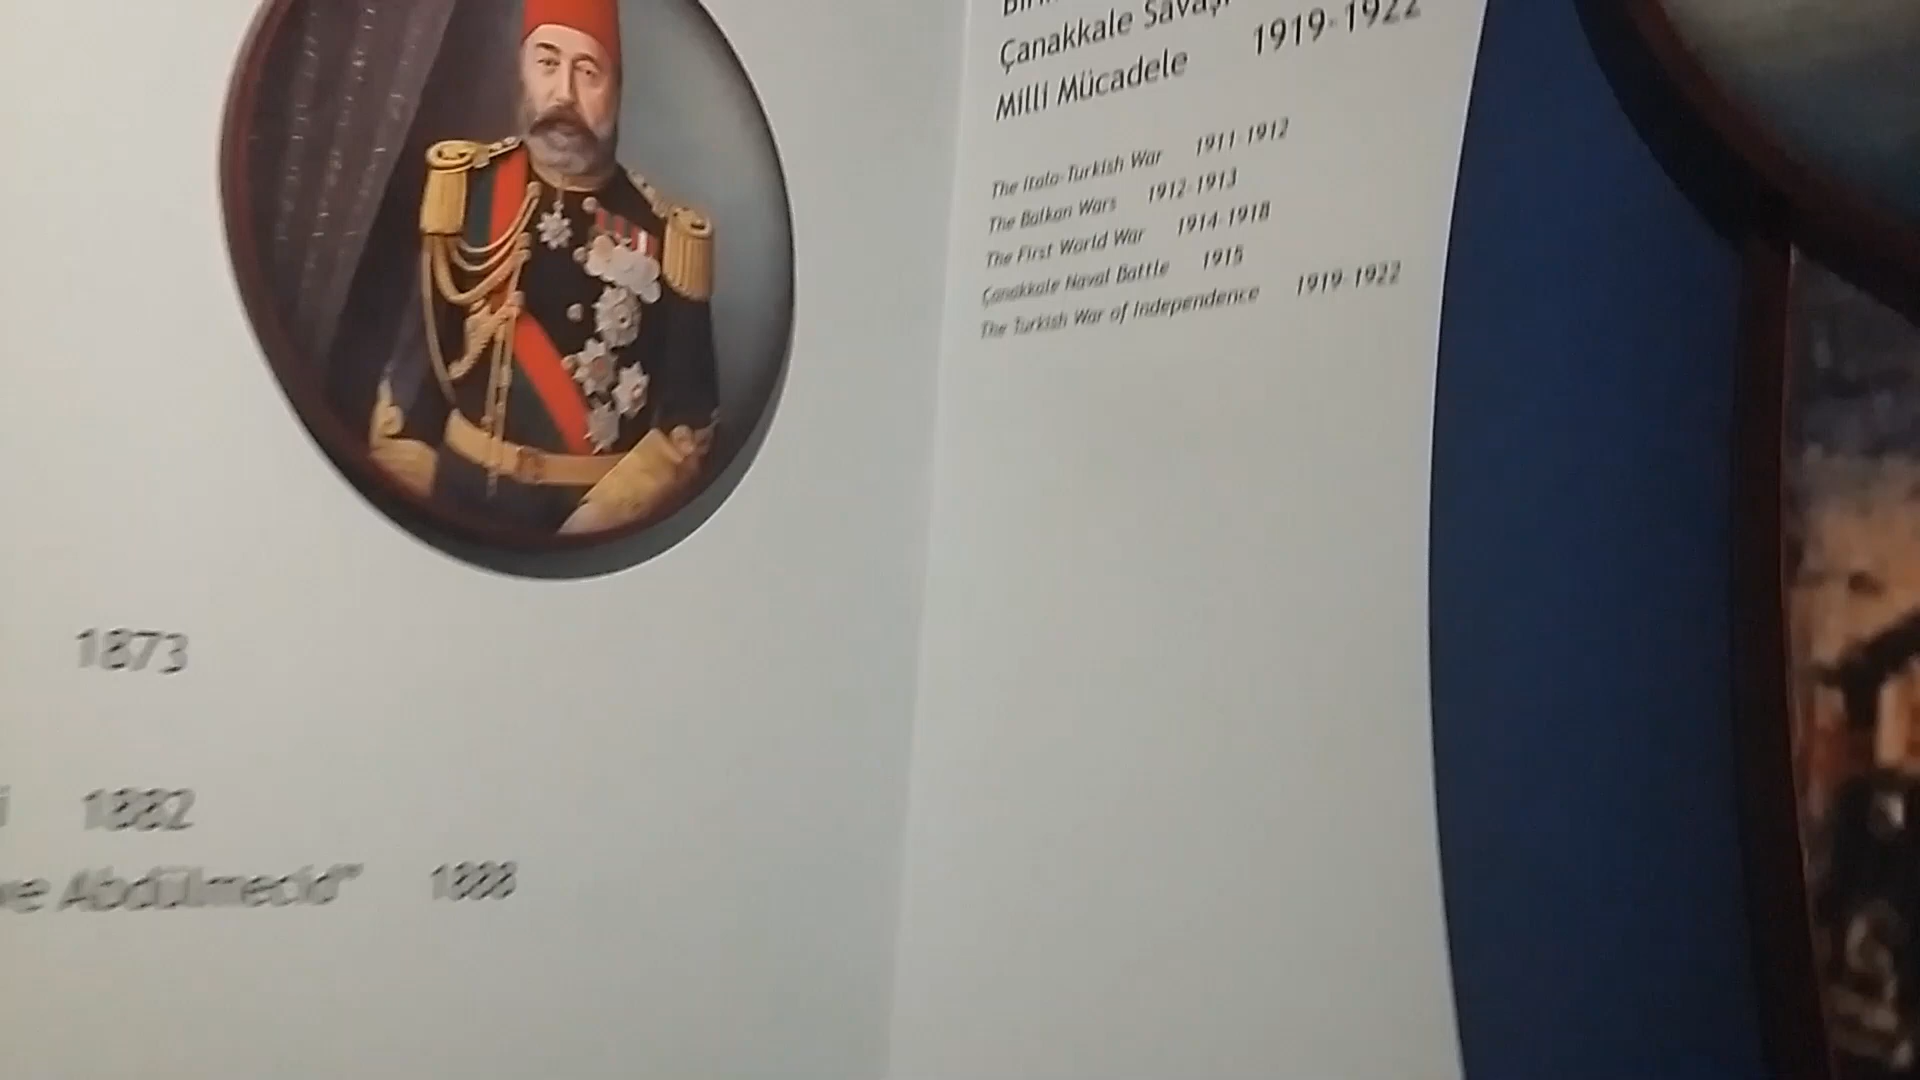 Çanakkale Savaşı
Milli Mücadele 1919-1922
The Italo-Turkish War 1911-1912
The Balkan Wars 1912-1913
The First World War 1914-1918
Çanakkale Naval Battle 1915
The Turkish War of Independence 1919-1922
1873
1882
ve Abdülmecid" 1888